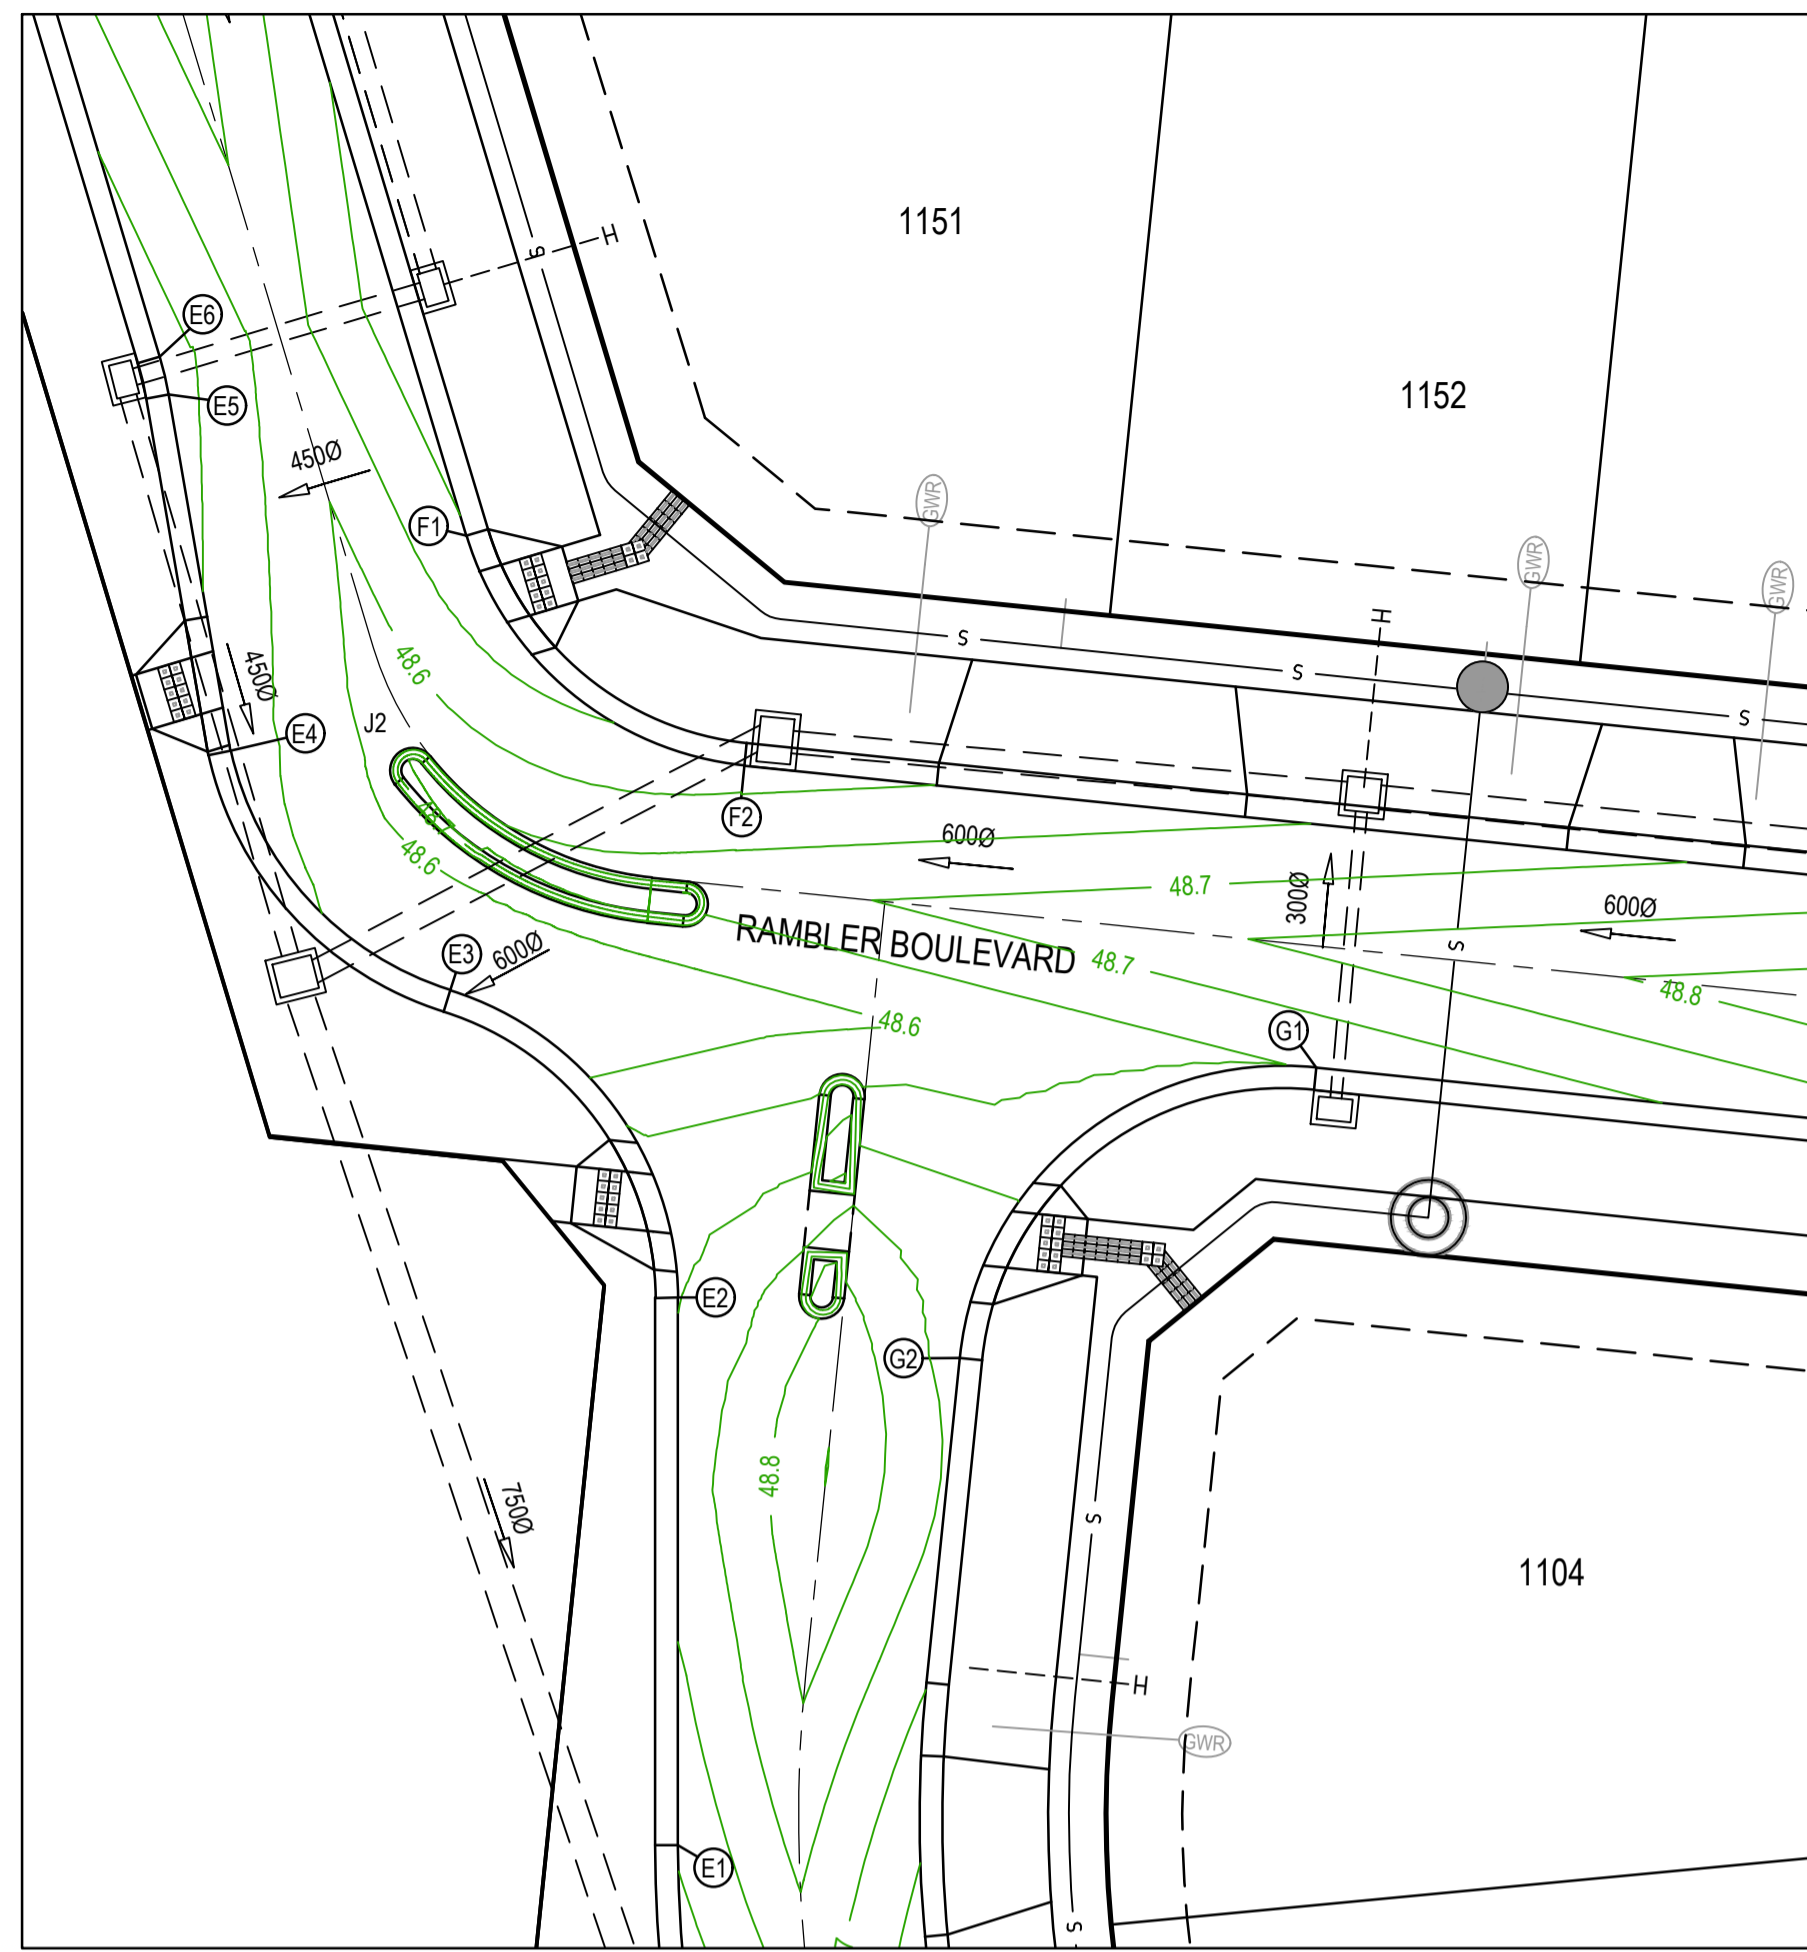 1151
H
S
E6
1152
E5
450Ø
GWR
F1
GWR
GWR
H
S
450Ø
48.6
S
J2
S
E4
F2
48.6
600Ø
48.7
300Ø
600Ø
RAMBLER BOULEVARD
E3
600Ø
S
48.7
48.8
48.6
G1
E2
G2
48.8
750Ø
S
1104
H
GWR
E1
S